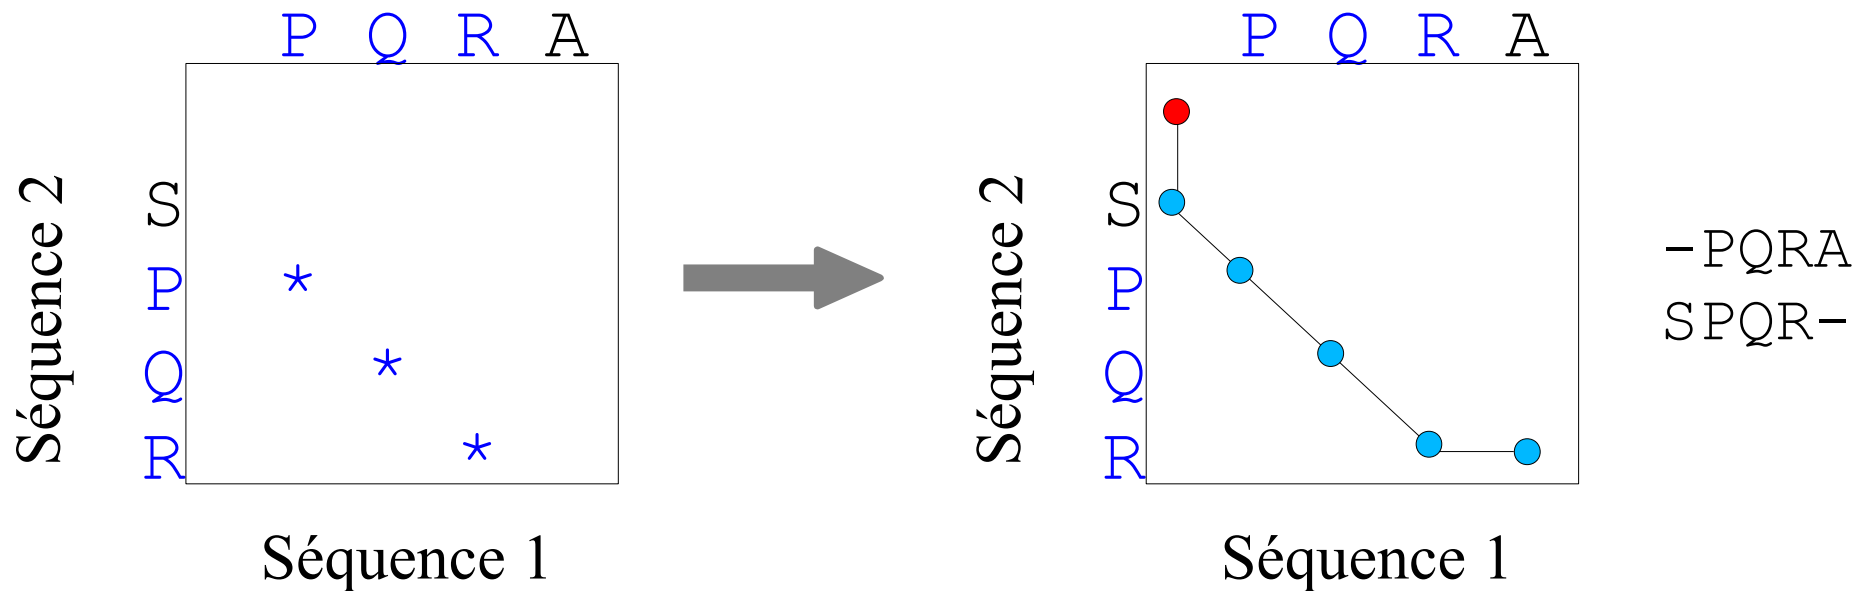 P Q R A
Séquence 2
S
P
*
Q
*
R
*
Séquence 1
P Q R A
Séquence 2
S
P
Q
R
Séquence 1
-PQRA
SPQR-